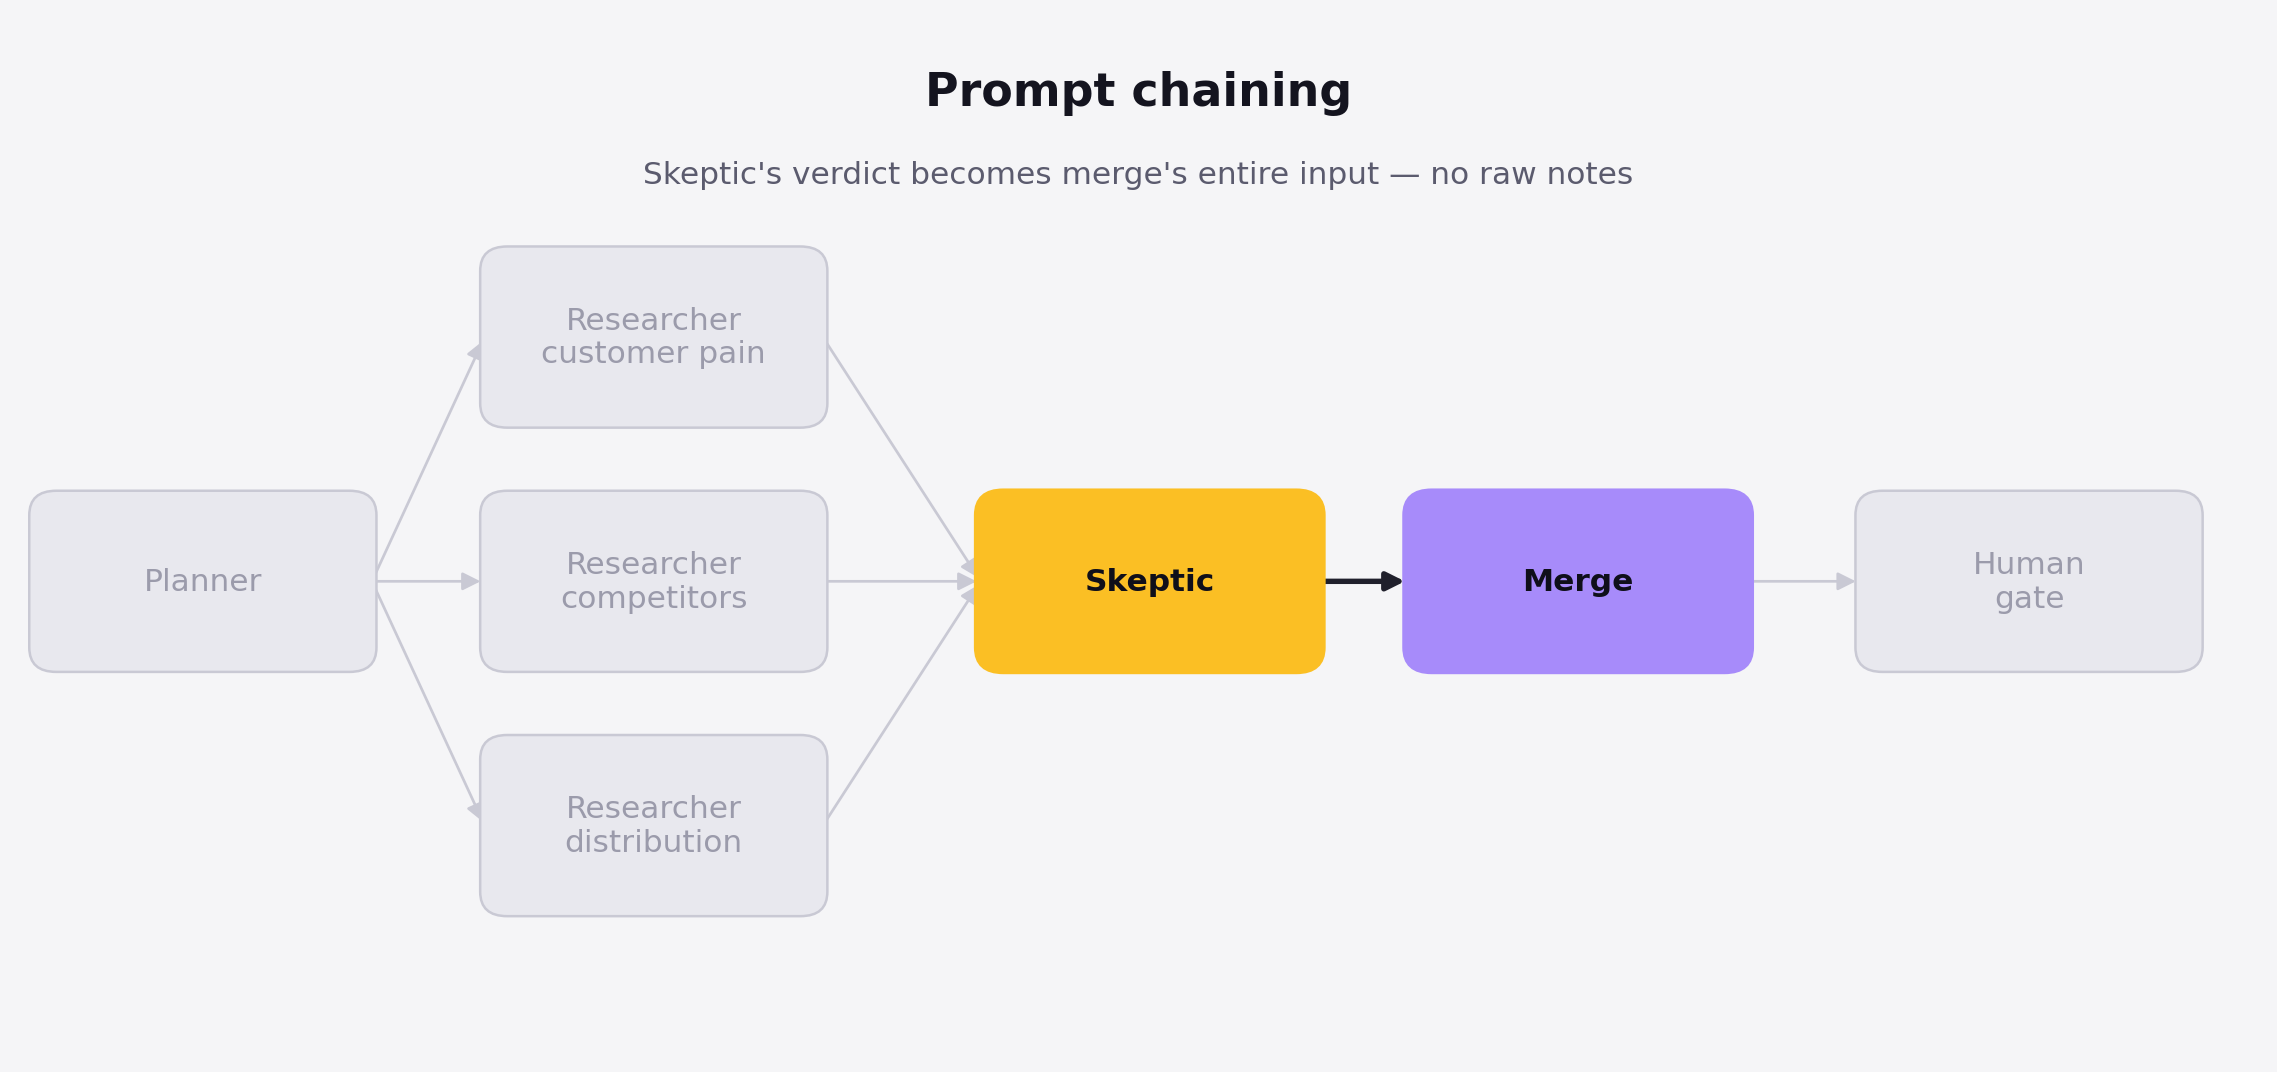 Prompt chaining
Skeptic's verdict becomes merge's entire input — no raw notes
Researcher
customer pain
Planner
Researcher
competitors
Skeptic
Merge
Human
gate
Researcher
distribution